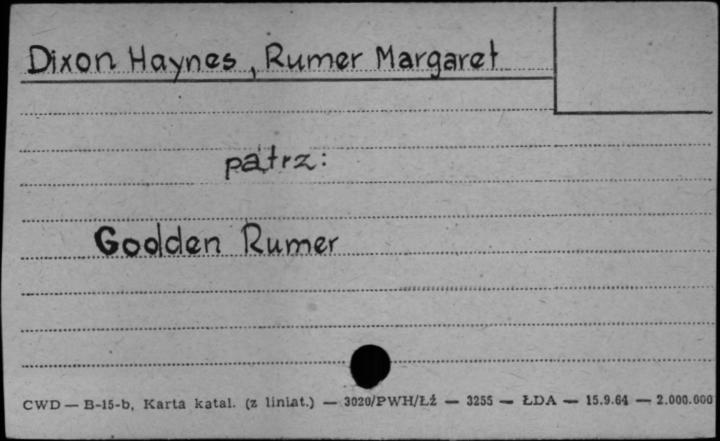 Dixon Haynes, Rumer Margaret
patrz:
Godden Rumer
CWD — B-15-b, Karta katal. (z liniat.) — 3020/PWH/Łź — 3255 — ŁDA — 15.9.64 — 2.000.000